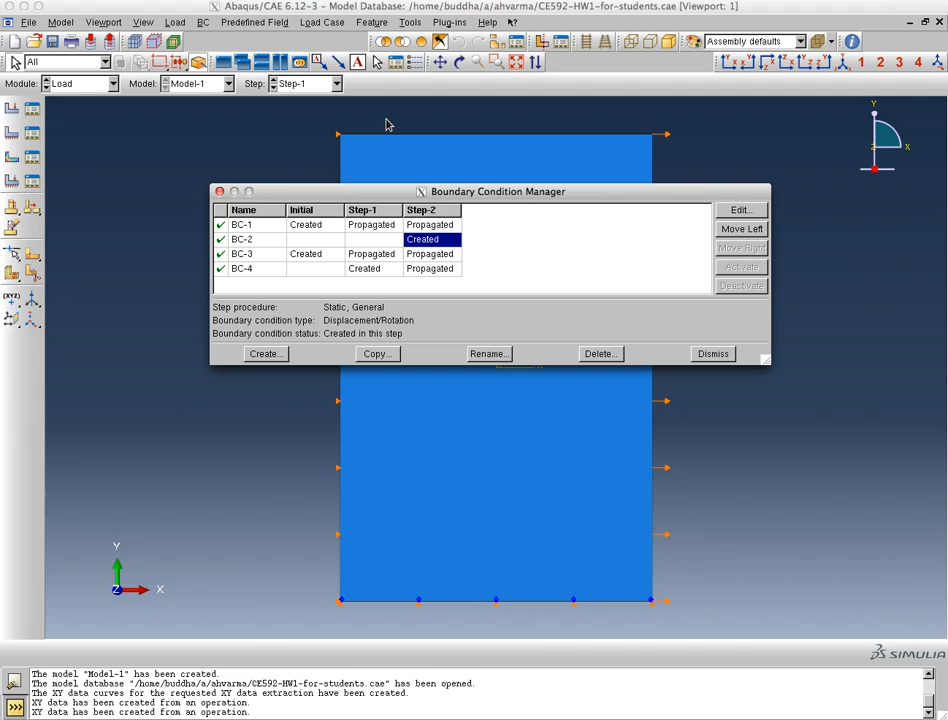 Abaqus/CAE 6.12-3 - Model Database: /home/buddha/a/ahvarma/CE592-HW1-for-students.cae [Viewport: 1]
File Model Viewport View Load BC Predefined Field Load Case Feature Tools Plug-ins Help
All Assembly defaults
1 2 3 4
Module: Load Model: Model-1 Step: Step-1
Y
X
Z
Boundary Condition Manager
Name Initial Step-1 Step-2
BC-1 Created Propagated Propagated
BC-2 Created
BC-3 Created Propagated Propagated
BC-4 Created Propagated
Edit...
Move Left
Move Right
Activate
Deactivate
Step procedure: Static, General
Boundary condition type: Displacement/Rotation
Boundary condition status: Created in this step
Create... Copy... Rename... Delete... Dismiss
Y
Z X
SIMULIA
The model "Model-1" has been created.
The model database "/home/buddha/a/ahvarma/CE592-HW1-for-students.cae" has been opened.
The XY data curves for the requested XY data extraction have been created.
XY data has been created from an operation.
XY data has been created from an operation.
>>>